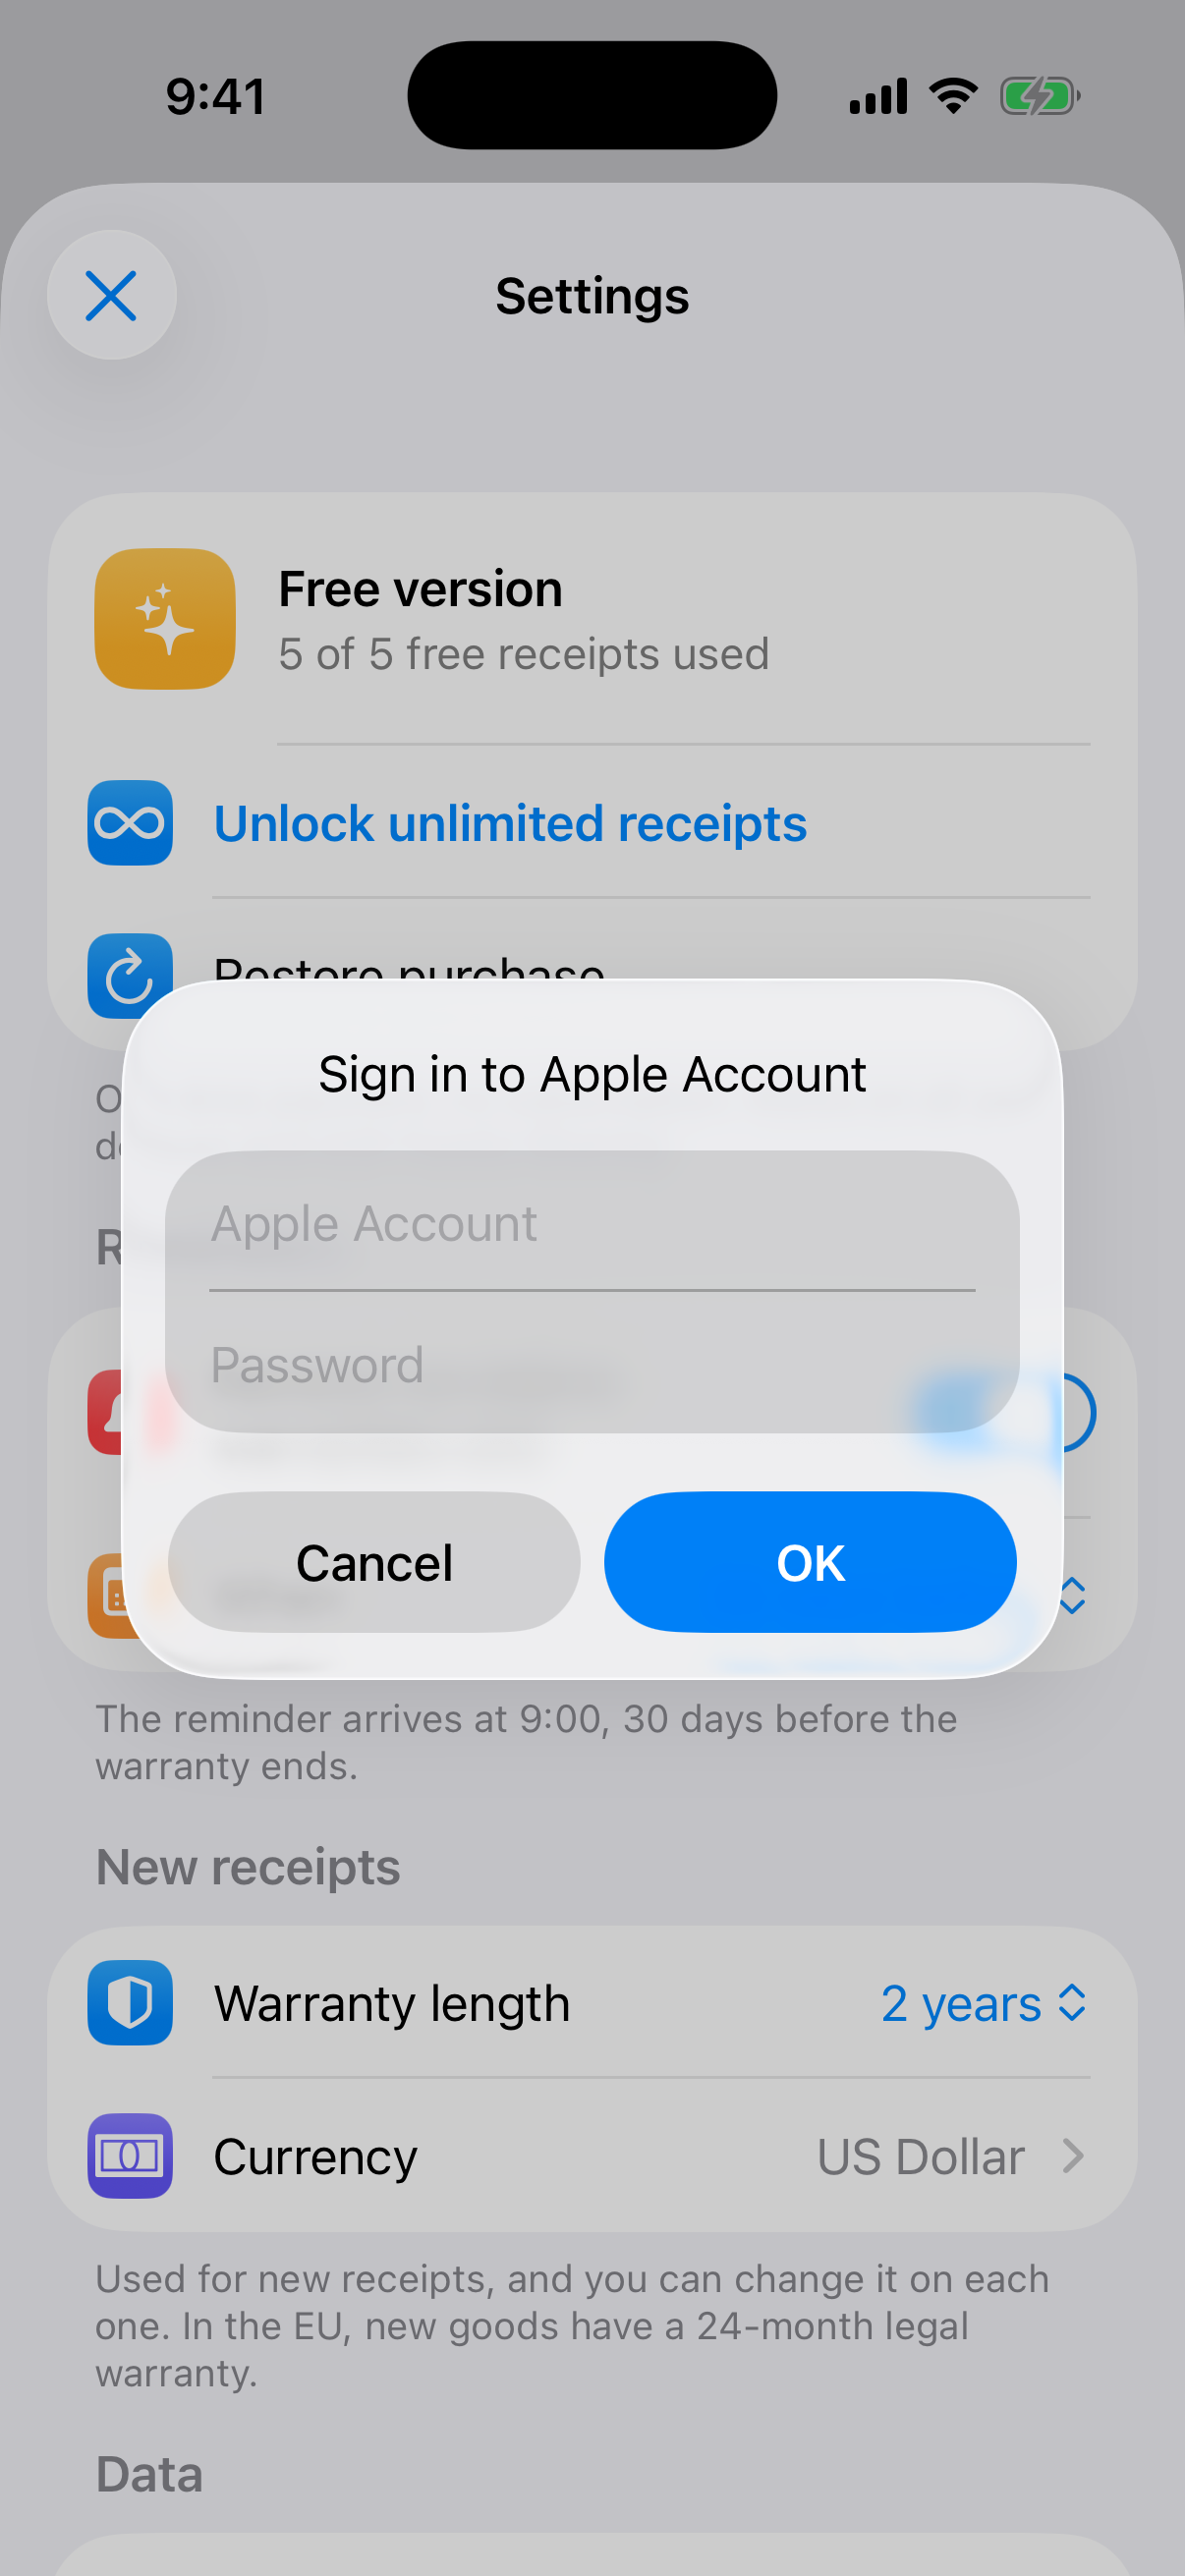 9:41
Settings
Free version
5 of 5 free receipts used
Unlock unlimited receipts
Restore purchase
Sign in to Apple Account
Apple Account
Password
Cancel
OK
The reminder arrives at 9:00, 30 days before the
warranty ends.
New receipts
Warranty length
2 years
Currency
US Dollar
Used for new receipts, and you can change it on each
one. In the EU, new goods have a 24-month legal
warranty.
Data